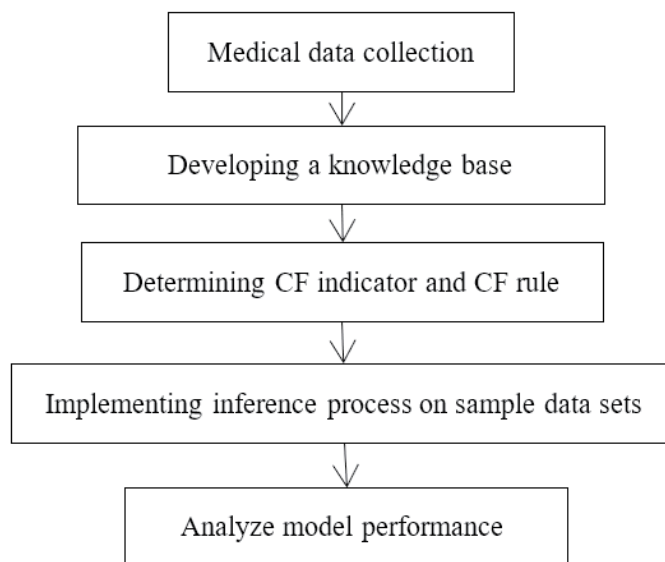 Medical data collection
Developing a knowledge base
Determining CF indicator and CF rule
Implementing inference process on sample data sets
Analyze model performance